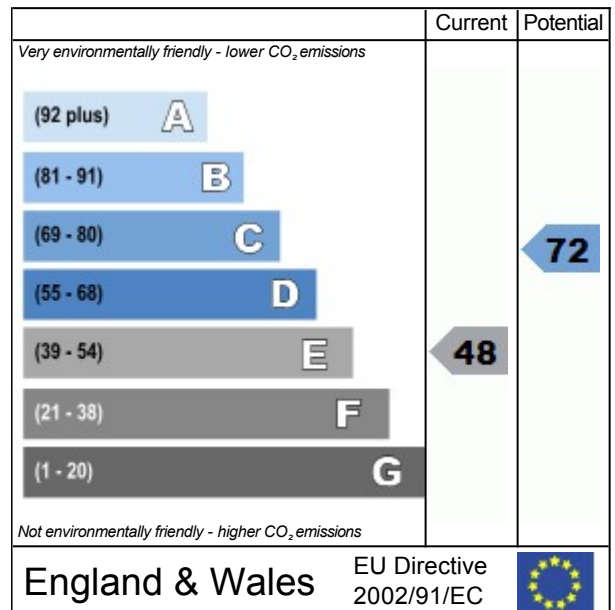 Current Potential
Very environmentally friendly - lower CO₂ emissions
(92 plus) A
(81 - 91) B
(69 - 80) C
72
(55 - 68) D
(39 - 54) E 48
(21 - 38) F
(1 - 20) G
Not environmentally friendly - higher CO₂ emissions
England & Wales
EU Directive
2002/91/EC